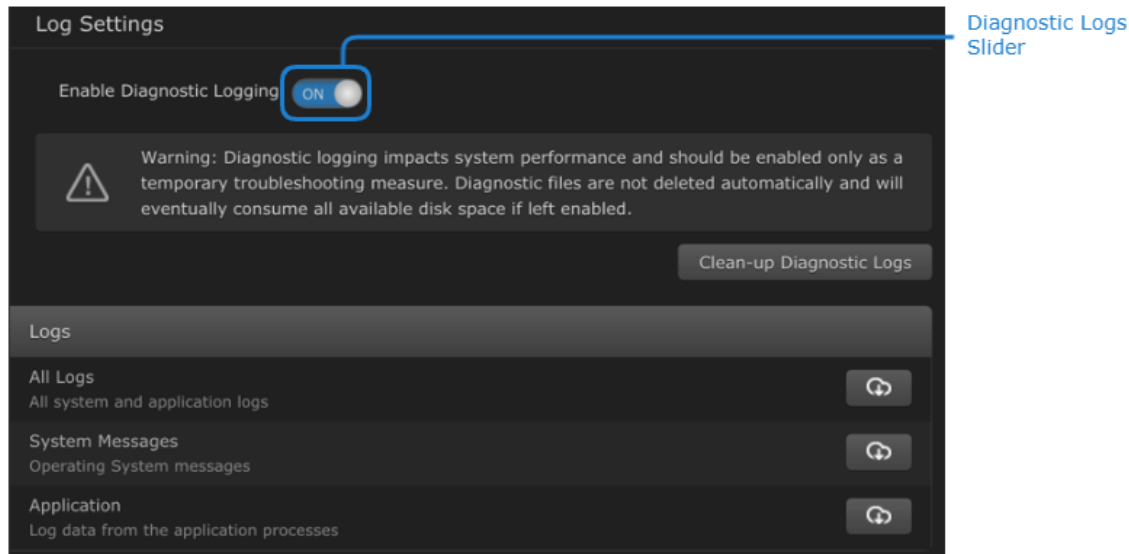 Log Settings
Diagnostic Logs
Slider
Enable Diagnostic Logging
ON
Warning: Diagnostic logging impacts system performance and should be enabled only as a
temporary troubleshooting measure. Diagnostic files are not deleted automatically and will
eventually consume all available disk space if left enabled.
Clean-up Diagnostic Logs
Logs
All Logs
All system and application logs
System Messages
Operating System messages
Application
Log data from the application processes